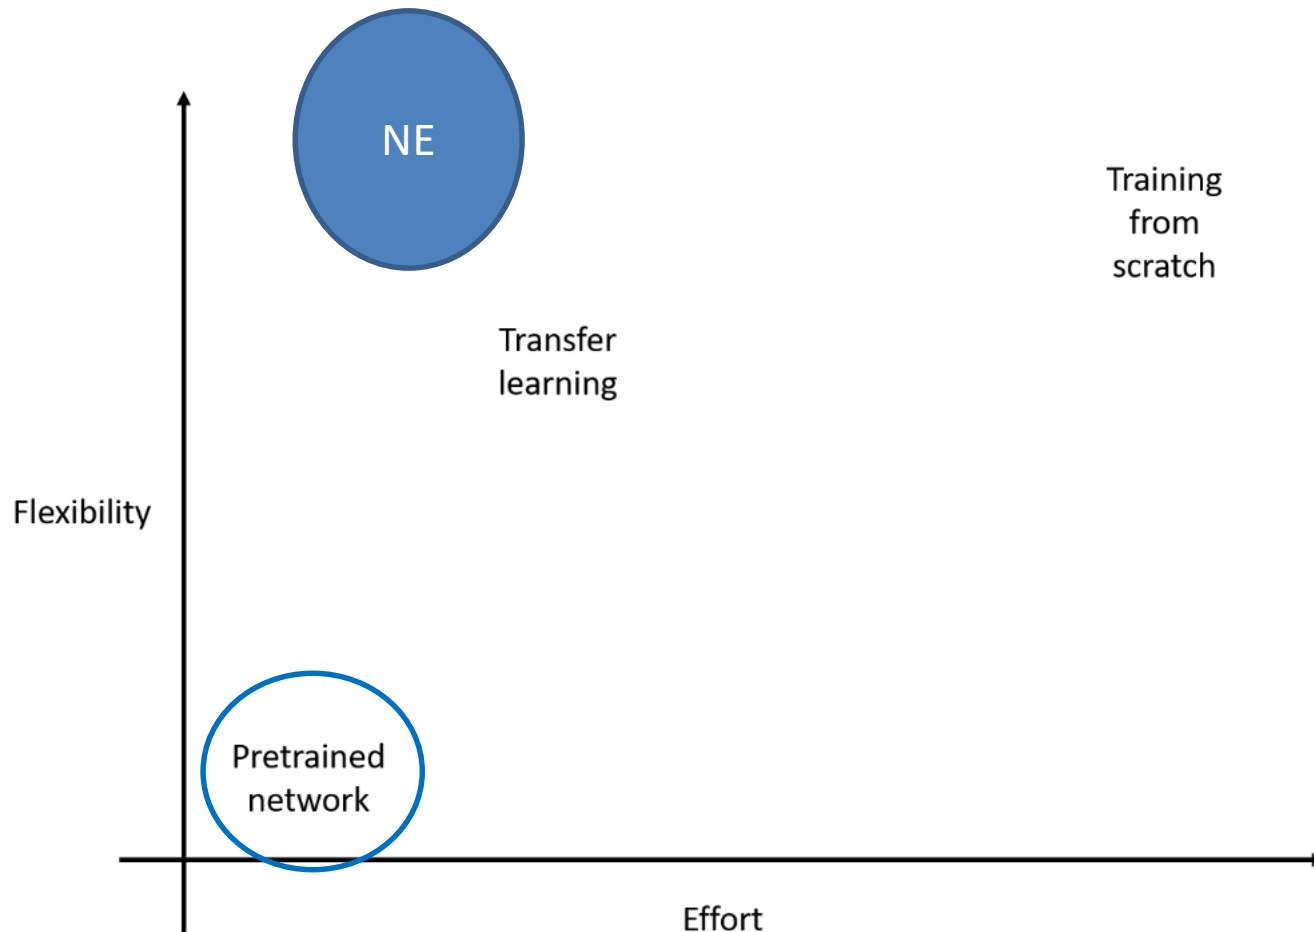 NE
Training
from
scratch
Transfer
learning
Flexibility
Pretrained
network
Effort